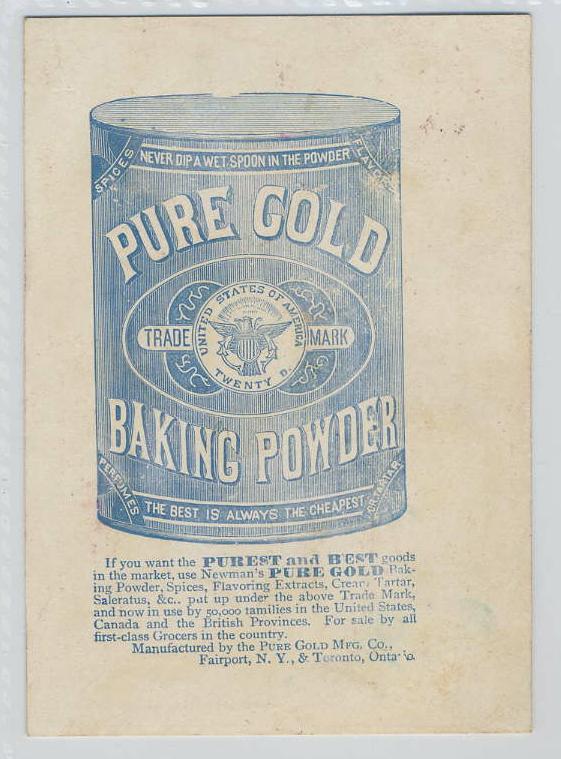 NEVER DIP A WET SPOON IN THE POWDER
SPICES
PURE GOLD
UNITED STATES OF AMERICA
TRADE MARK
TWENTY D.
BAKING POWDER
PERFUMES
THE BEST IS ALWAYS THE CHEAPEST
If you want the PUREST and BEST goods
in the market, use Newman's PURE GOLD Bak-
ing Powder, Spices, Flavoring Extracts, Cream Tartar,
Saleratus, &c., put up under the above Trade Mark,
and now in use by 50,000 families in the United States,
Canada and the British Provinces. For sale by all
first-class Grocers in the country.
Manufactured by the PURE GOLD MFG. CO.,
Fairport, N. Y., & Toronto, Ontario.